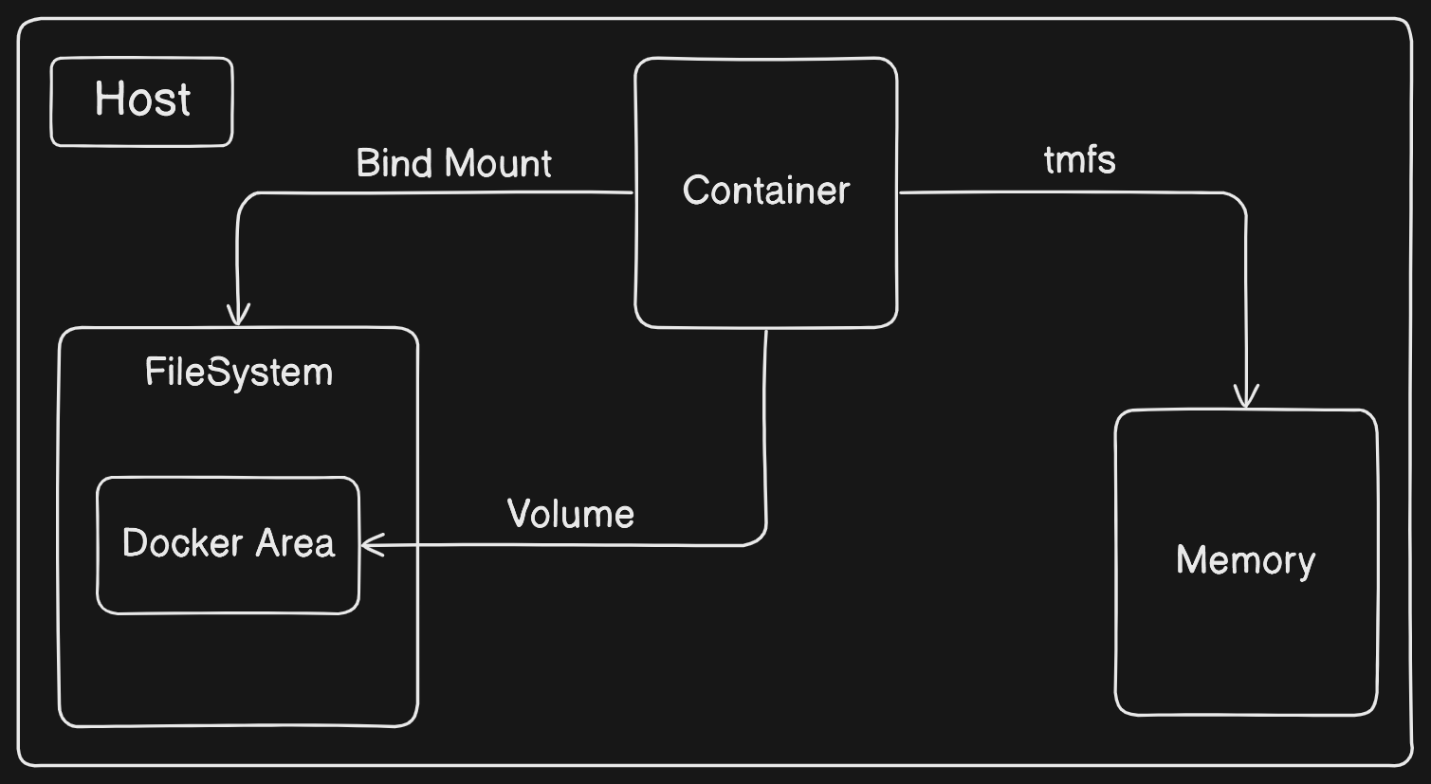 Host
Bind Mount
Container
tmfs
FileSystem
Docker Area
Volume
Memory